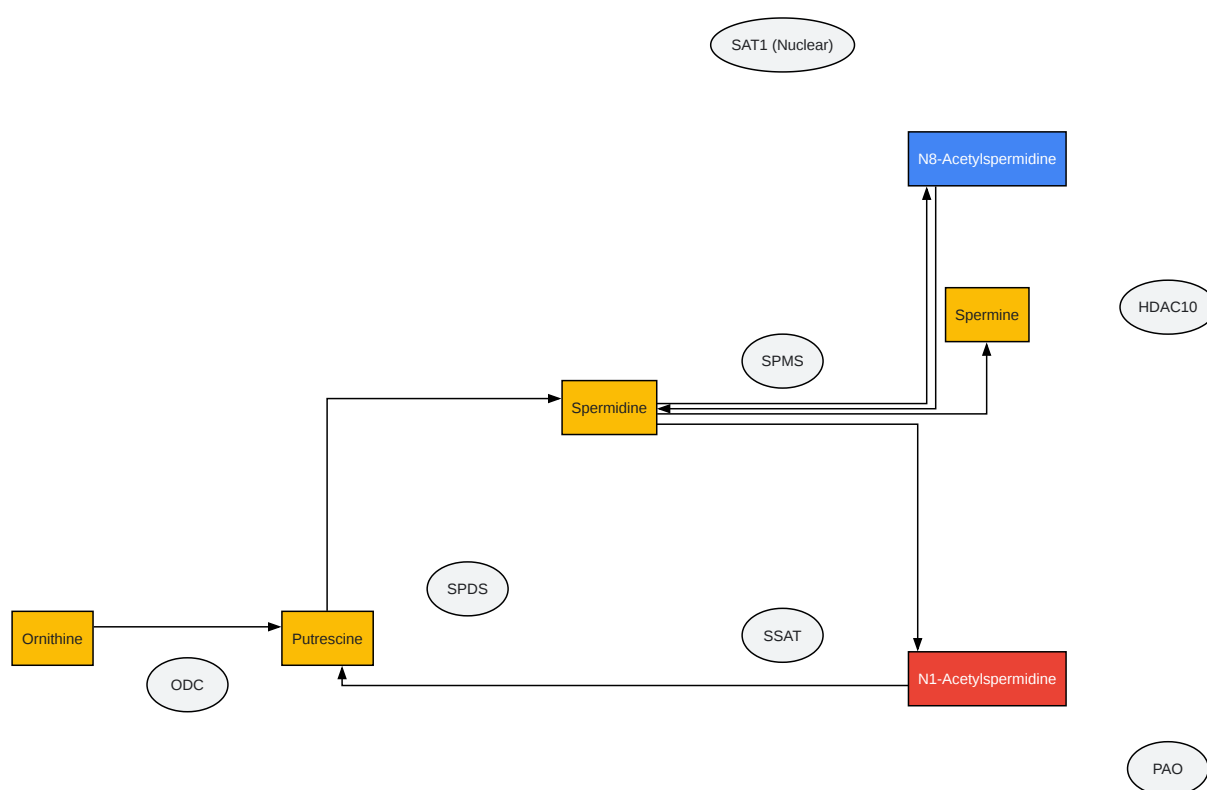 SAT1 (Nuclear)
N8-Acetylspermidine
HDAC10
Spermine
SPMS
Spermidine
SPDS
SSAT
Ornithine
Putrescine
N1-Acetylspermidine
ODC
PAO